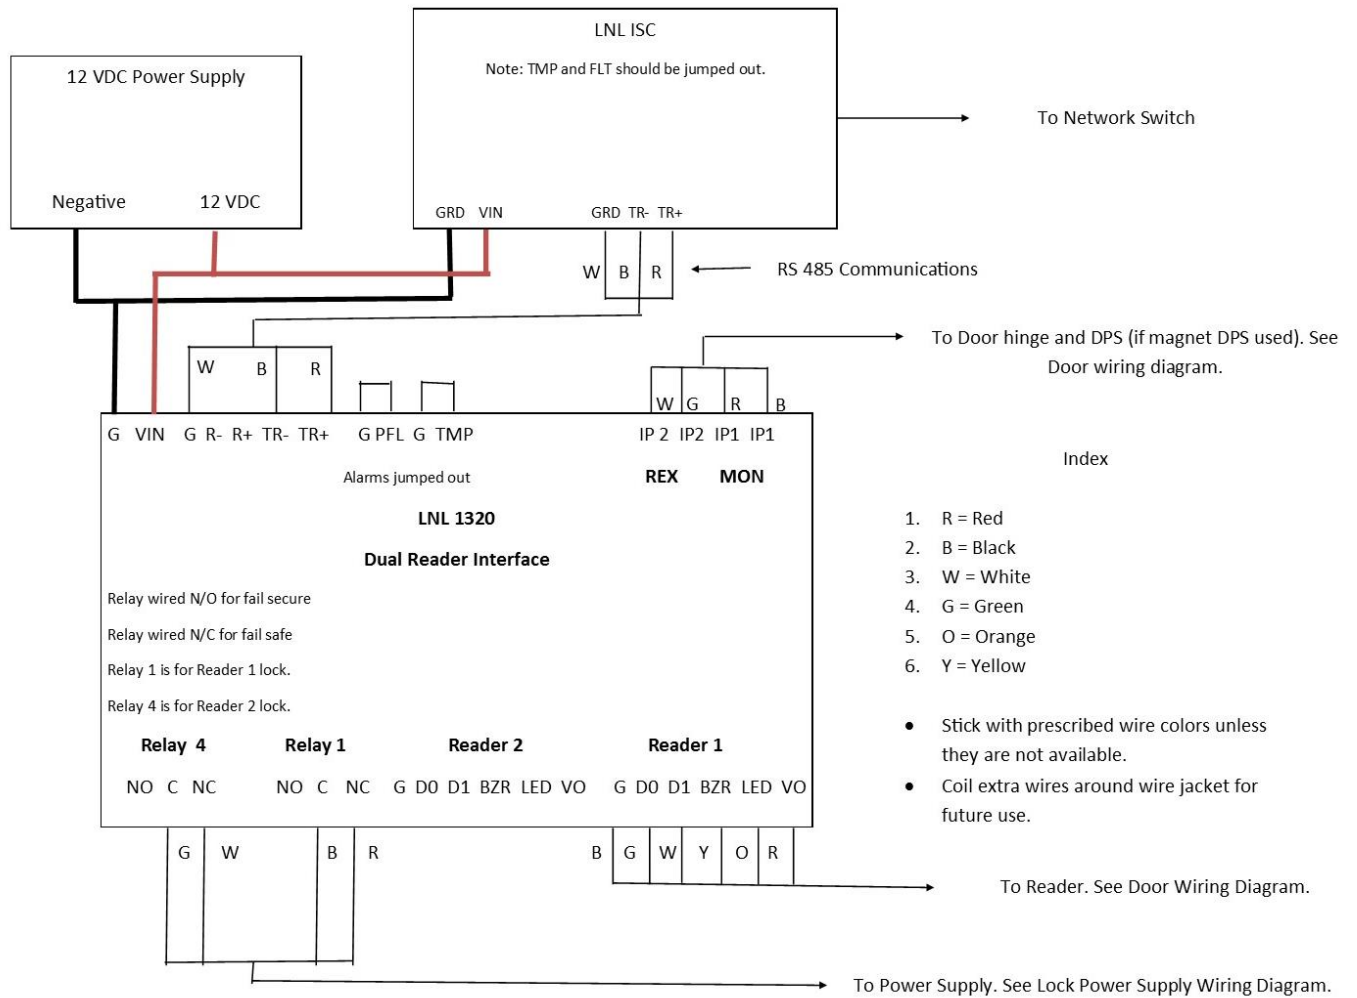 LNL ISC
Note: TMP and FLT should be jumped out.
12 VDC Power Supply
To Network Switch
Negative 12 VDC
GRD VIN GRD TR- TR+
W B R
RS 485 Communications
To Door hinge and DPS (if magnet DPS used). See
Door wiring diagram.
W B R
W G R B
G VIN G R- R+ TR- TR+ G PFL G TMP IP 2 IP2 IP1 IP1
Alarms jumped out
REX MON
LNL 1320
Dual Reader Interface
Index
1. R = Red
2. B = Black
3. W = White
4. G = Green
5. O = Orange
6. Y = Yellow
Relay wired N/O for fail secure
Relay wired N/C for fail safe
Relay 1 is for Reader 1 lock.
Relay 4 is for Reader 2 lock.
• Stick with prescribed wire colors unless
they are not available.
• Coil extra wires around wire jacket for
future use.
Relay 4 Relay 1 Reader 2 Reader 1
NO C NC NO C NC G D0 D1 BZR LED VO G D0 D1 BZR LED VO
G W B R B G W Y O R
To Reader. See Door Wiring Diagram.
To Power Supply. See Lock Power Supply Wiring Diagram.